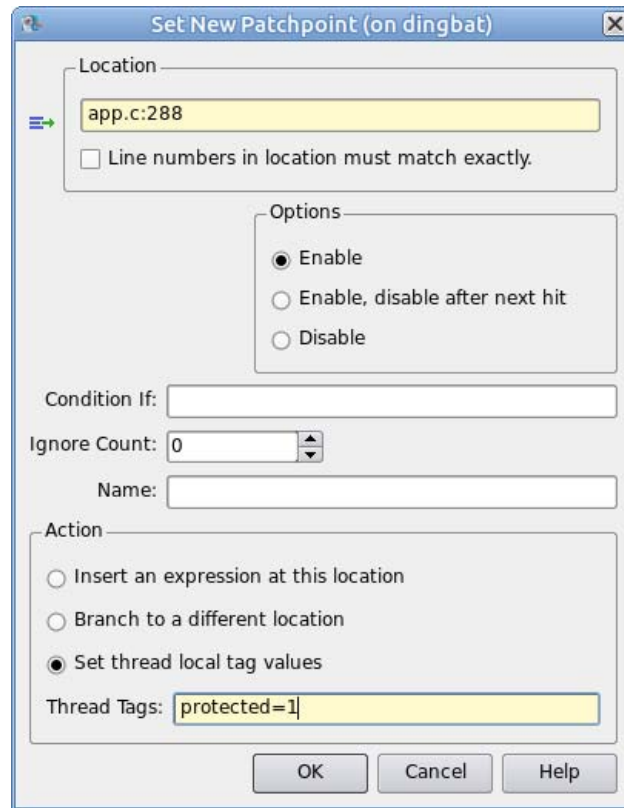 Set New Patchpoint (on dingbat)
Location
app.c:288
Line numbers in location must match exactly.
Options
Enable
Enable, disable after next hit
Disable
Condition If:
Ignore Count: 0
Name:
Action
Insert an expression at this location
Branch to a different location
Set thread local tag values
Thread Tags: protected=1
OK Cancel Help